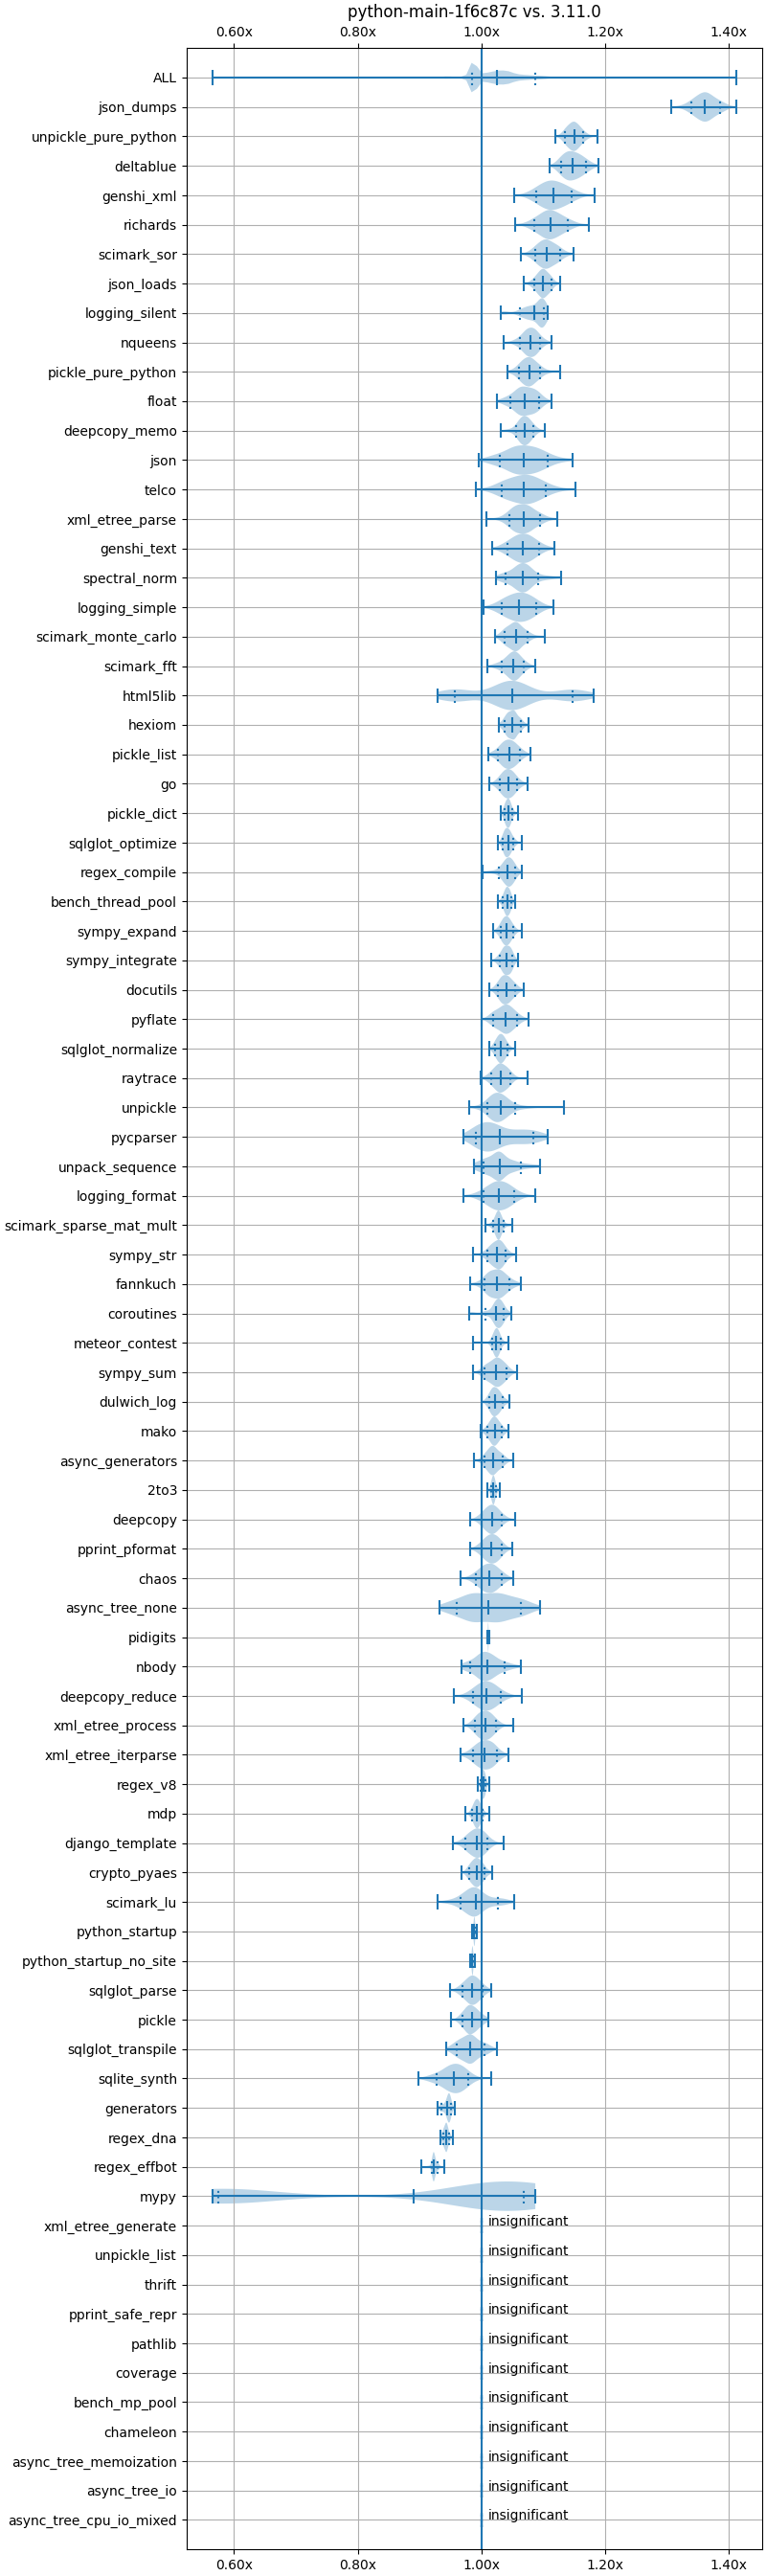 python-main-1f6c87c vs. 3.11.0
0.60x 0.80x 1.00x 1.20x 1.40x
ALL
json_dumps
unpickle_pure_python
deltablue
genshi_xml
richards
scimark_sor
json_loads
logging_silent
nqueens
pickle_pure_python
float
deepcopy_memo
json
telco
xml_etree_parse
genshi_text
spectral_norm
logging_simple
scimark_monte_carlo
scimark_fft
html5lib
hexiom
pickle_list
go
pickle_dict
sqlglot_optimize
regex_compile
bench_thread_pool
sympy_expand
sympy_integrate
docutils
pyflate
sqlglot_normalize
raytrace
unpickle
pycparser
unpack_sequence
logging_format
scimark_sparse_mat_mult
sympy_str
fannkuch
coroutines
meteor_contest
sympy_sum
dulwich_log
mako
async_generators
2to3
deepcopy
pprint_pformat
chaos
async_tree_none
pidigits
nbody
deepcopy_reduce
xml_etree_process
xml_etree_iterparse
regex_v8
mdp
django_template
crypto_pyaes
scimark_lu
python_startup
python_startup_no_site
sqlglot_parse
pickle
sqlglot_transpile
sqlite_synth
generators
regex_dna
regex_effbot
mypy
xml_etree_generate insignificant
unpickle_list insignificant
thrift insignificant
pprint_safe_repr insignificant
pathlib insignificant
coverage insignificant
bench_mp_pool insignificant
chameleon insignificant
async_tree_memoization insignificant
async_tree_io insignificant
async_tree_cpu_io_mixed insignificant
0.60x 0.80x 1.00x 1.20x 1.40x